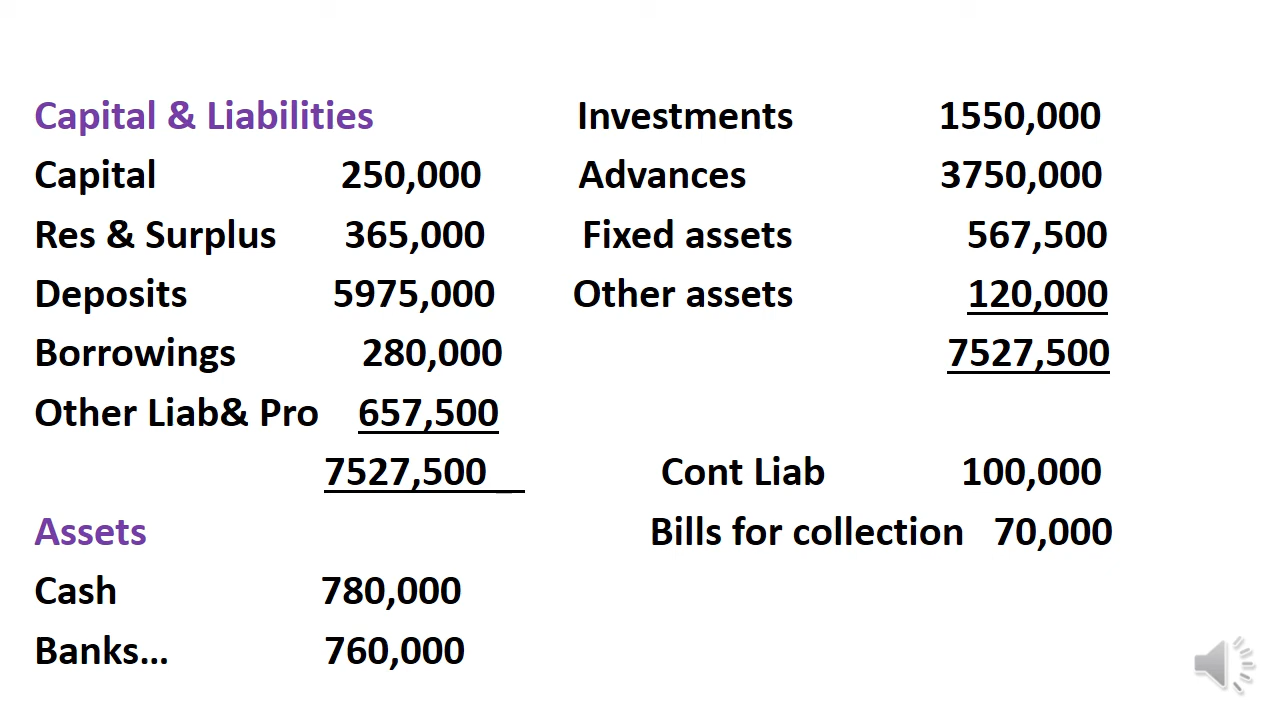 Capital & Liabilities
Capital 250,000
Res & Surplus 365,000
Deposits 5975,000
Borrowings 280,000
Other Liab& Pro 657,500
7527,500
Assets
Cash 780,000
Banks... 760,000
Investments 1550,000
Advances 3750,000
Fixed assets 567,500
Other assets 120,000
7527,500
Cont Liab 100,000
Bills for collection 70,000